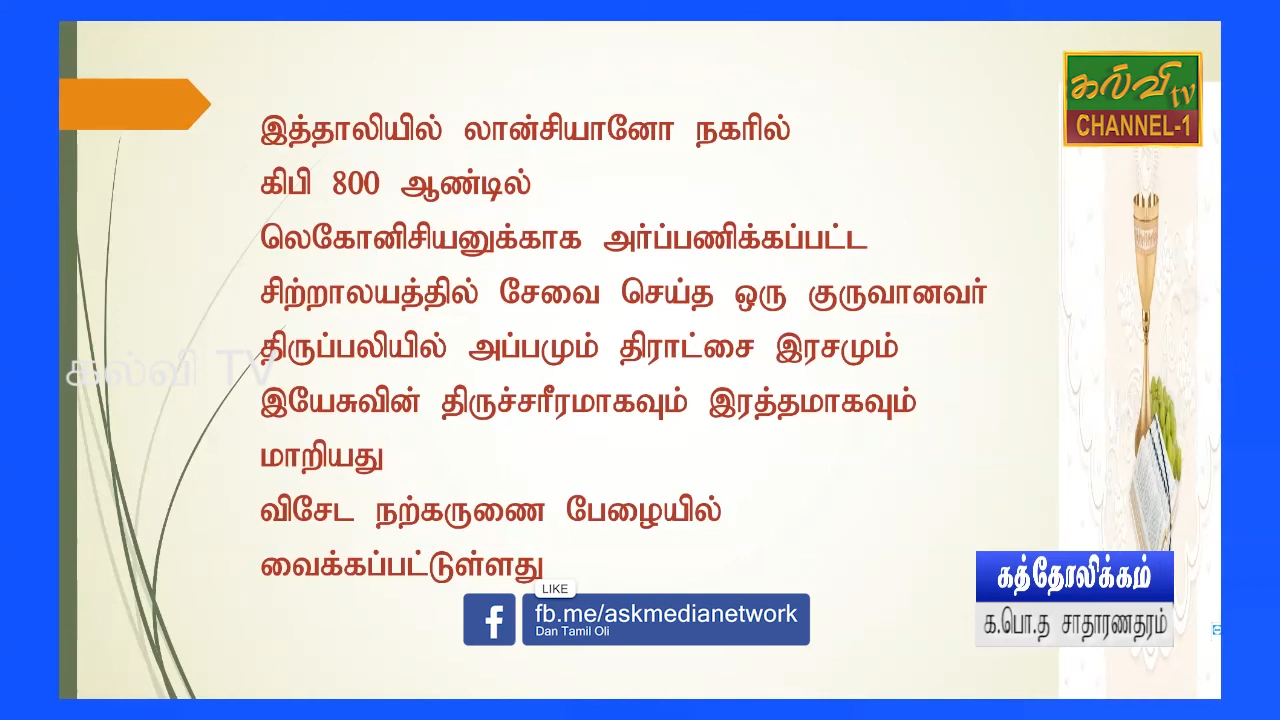 இத்தாலியில் லான்சியானோ நகரில்
கிபி 800 ஆண்டில்
லெகோனிசியனுக்காக அர்ப்பணிக்கப்பட்ட
சிற்றாலயத்தில் சேவை செய்த ஒரு குருவானவர்
திருப்பலியில் அப்பமும் திராட்சை இரசமும்
இயேசுவின் திருச்சரீரமாகவும் இரத்தமாகவும்
மாறியது
விசேட நற்கருணை பேழையில்
வைக்கப்பட்டுள்ளது
கல்வி tv
CHANNEL-1
கல்வி TV
LIKE
f fb.me/askmedianetwork
Dan Tamil Oli
கத்தோலிக்கம்
க.பொ.த சாதாரணதரம்